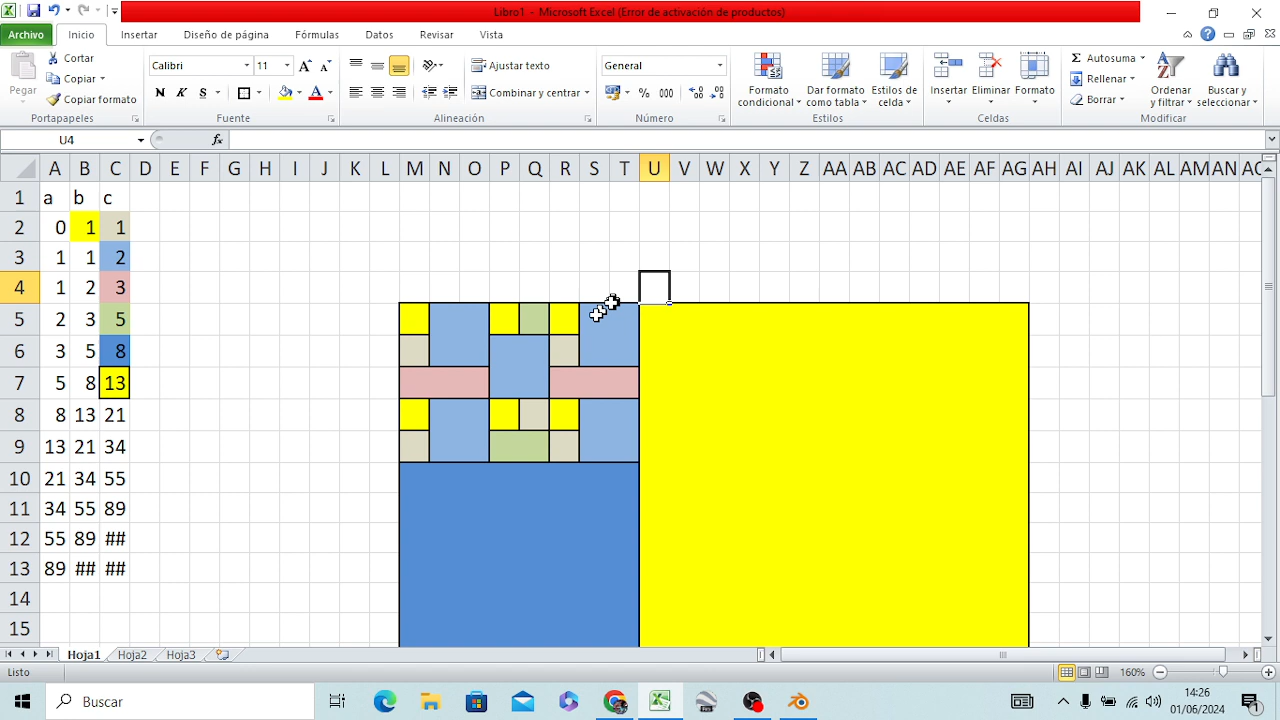 Libro1 - Microsoft Excel (Error de activación de productos)
Archivo Inicio Insertar Diseño de página Fórmulas Datos Revisar Vista
Pegar
Cortar
Copiar
Copiar formato
Portapapeles
Calibri 11
N K S A
Fuente
Ajustar texto
Combinar y centrar
Alineación
General
% 000
Número
Formato condicional
Dar formato como tabla
Estilos de celda
Estilos
Insertar Eliminar Formato
Celdas
Autosuma
Rellenar
Borrar
Ordenar y filtrar
Buscar y seleccionar
Modificar
U4 fx
A B C D E F G H I J K L M N O P Q R S T U V W X Y Z AA AB AC AD AE AF AG AH AI AJ AK AL AM AN
1 a b c
2 0 1 1
3 1 1 2
4 1 2 3
5 2 3 5
6 3 5 8
7 5 8 13
8 8 13 21
9 13 21 34
10 21 34 55
11 34 55 89
12 55 89 ##
13 89 ## ##
14
15
Hoja1 Hoja2 Hoja3
Listo 160%
Buscar
14:26
01/06/2024